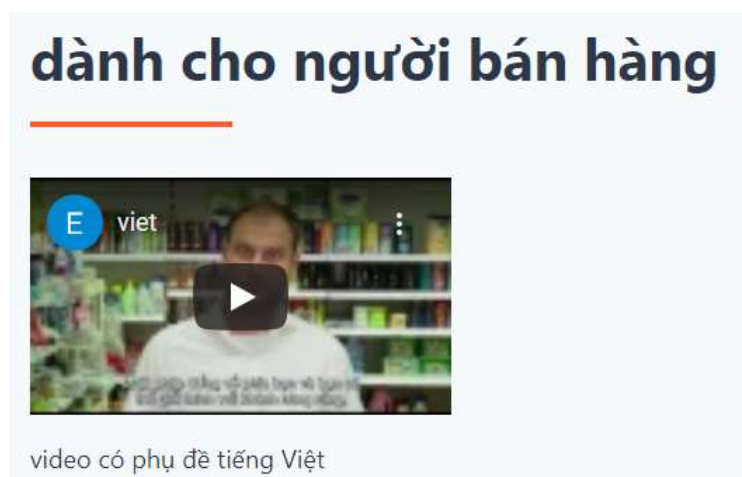 dành cho người bán hàng
E viet
video có phụ đề tiếng Việt